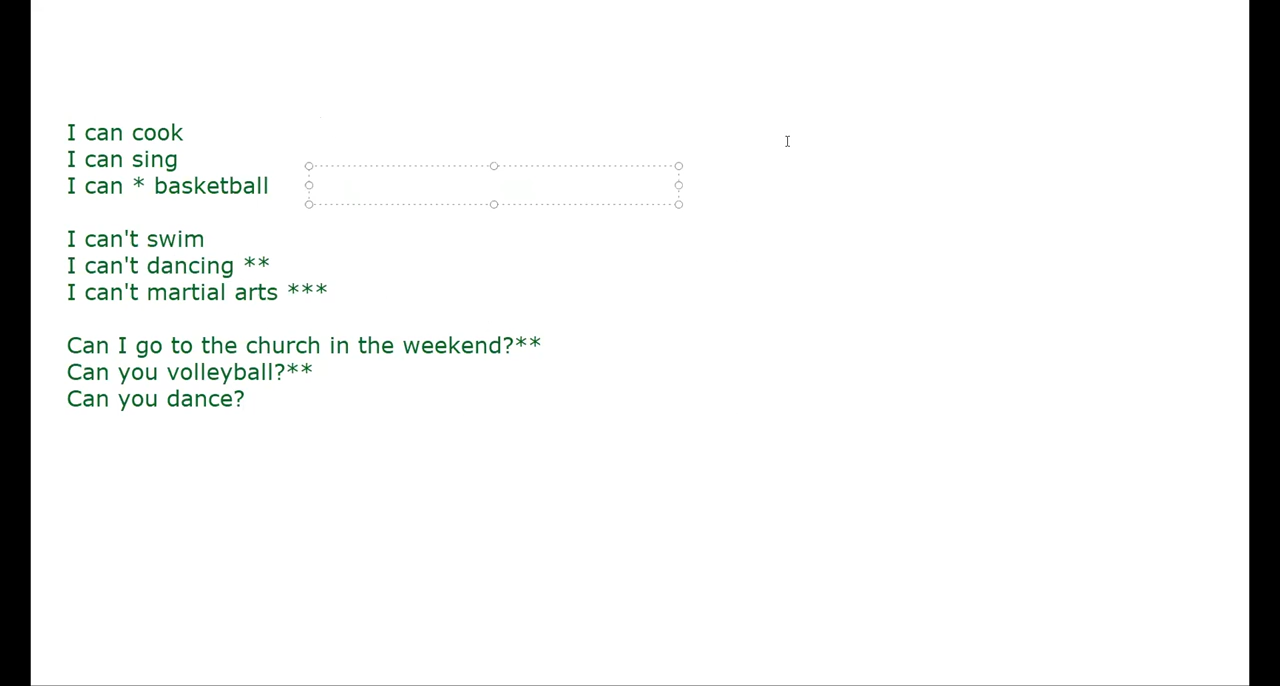 I can cook
I can sing
I can * basketball
I can't swim
I can't dancing **
I can't martial arts ***
Can I go to the church in the weekend?**
Can you volleyball?**
Can you dance?